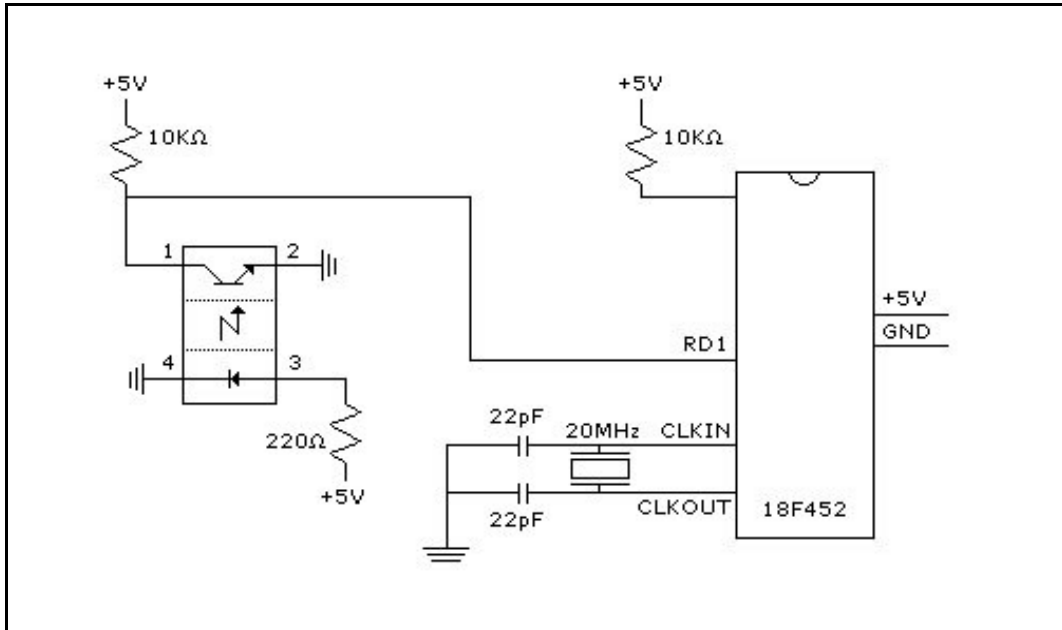 +5V
10KΩ
1
2
4
3
220Ω
+5V
+5V
10KΩ
+5V
GND
RD1
22pF
20MHz
CLKIN
CLKOUT
22pF
18F452